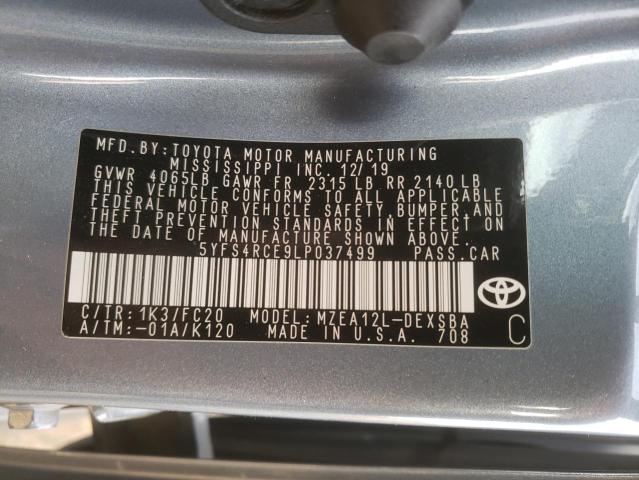 MFD.BY:TOYOTA MOTOR MANUFACTURING
MISSISSIPPI INC. 12/19
GVWR 4065LB GAWR FR. 2315 LB RR 2140 LB
THIS VEHICLE CONFORMS TO ALL APPLICABLE
FEDERAL MOTOR VEHICLE SAFETY,BUMPER,AND
THEFT PREVENTION STANDARDS IN EFFECT ON
THE DATE OF MANUFACTURE SHOWN ABOVE.
5YFS4RCE9LP037499 PASS.CAR
C/TR:1K3/FC20 MODEL:MZEA12L-DEXSBA
A/TM:-01A/K120 MADE IN U.S.A. 708
C